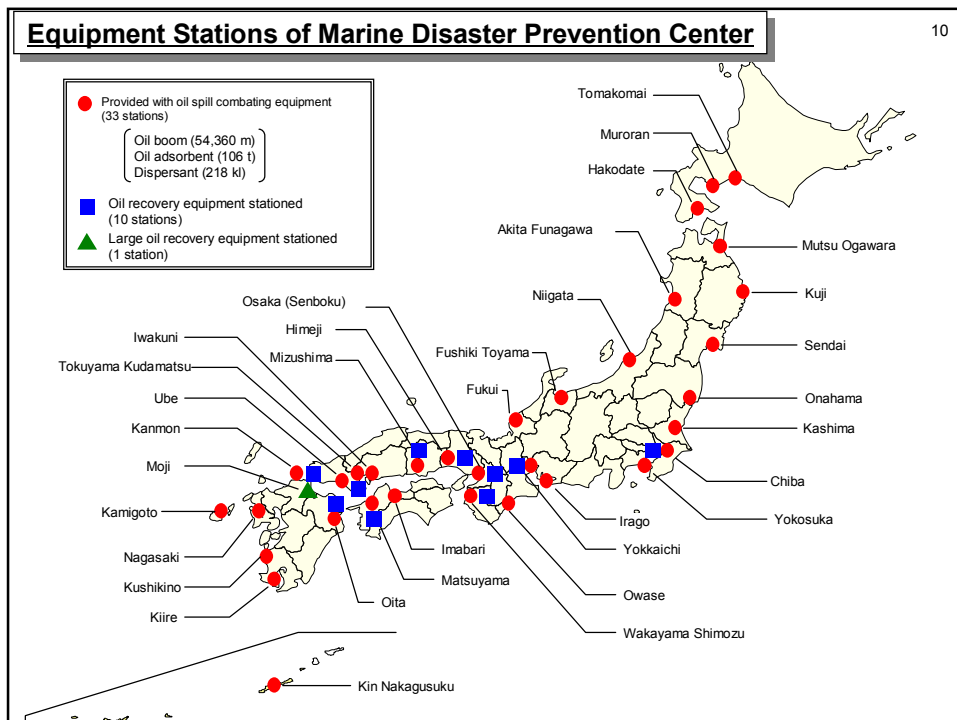 Equipment Stations of Marine Disaster Prevention Center
10
Provided with oil spill combating equipment
(33 stations)
Oil boom (54,360 m)
Oil adsorbent (106 t)
Dispersant (218 kl)
Oil recovery equipment stationed
(10 stations)
Large oil recovery equipment stationed
(1 station)
Tomakomai
Muroran
Hakodate
Akita Funagawa
Mutsu Ogawara
Niigata
Kuji
Osaka (Senboku)
Himeji
Iwakuni
Mizushima
Fushiki Toyama
Sendai
Tokuyama Kudamatsu
Fukui
Ube
Onahama
Kanmon
Kashima
Moji
Chiba
Kamigoto
Irago
Yokosuka
Nagasaki
Imabari
Yokkaichi
Kushikino
Matsuyama
Oita
Owase
Kiire
Wakayama Shimozu
Kin Nakagusuku